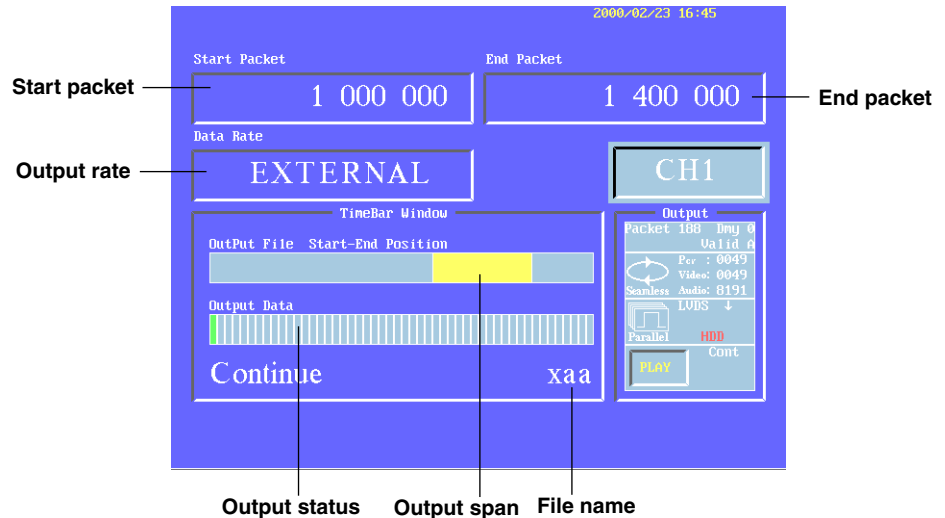 2000/02/23 16:45
Start Packet
End Packet
Start packet
1 000 000
1 400 000
End packet
Data Rate
Output rate
EXTERNAL
CH1
TimeBar Window
Output
Packet 188 Dmy 0
Valid A
OutPut File Start-End Position
Pcr : 0049
Video: 0049
Seamless Audio: 8191
Output Data
LVDS ↓
Parallel HDD
Cont
PLAY
Continue
xaa
Output status
Output span
File name